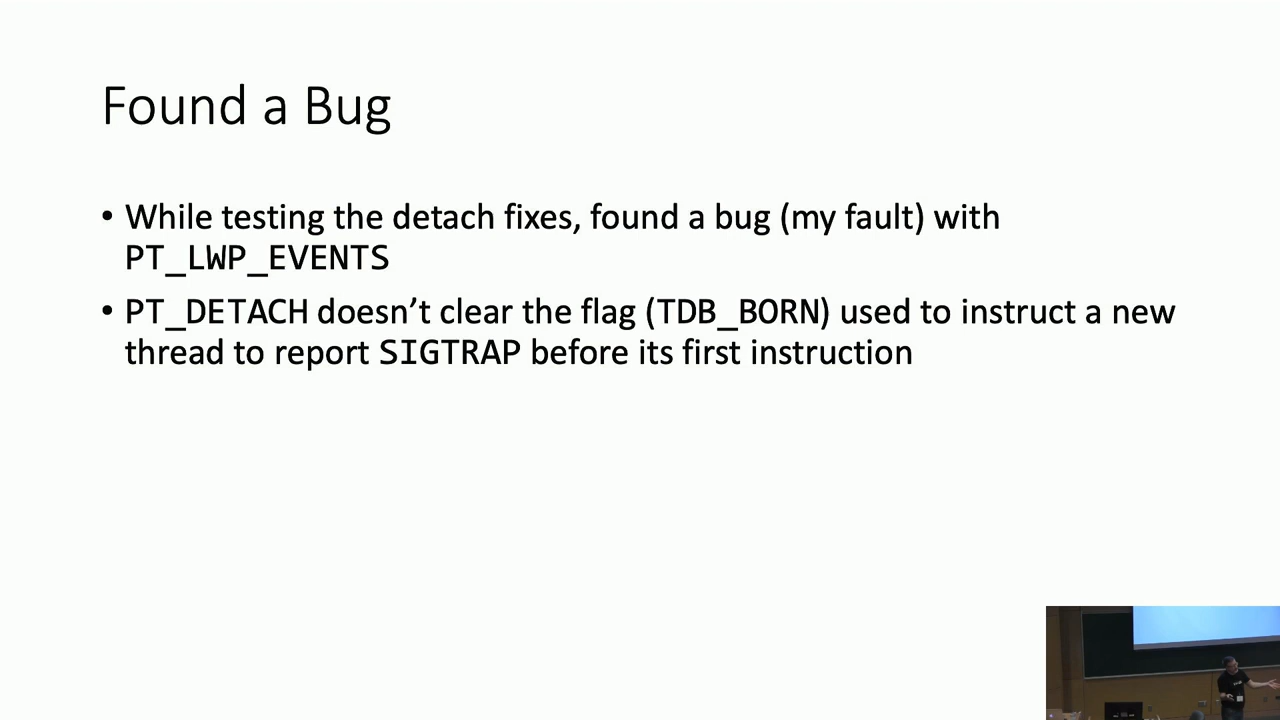 Found a Bug
• While testing the detach fixes, found a bug (my fault) with
PT_LWP_EVENTS
• PT_DETACH doesn’t clear the flag (TDB_BORN) used to instruct a new
thread to report SIGTRAP before its first instruction